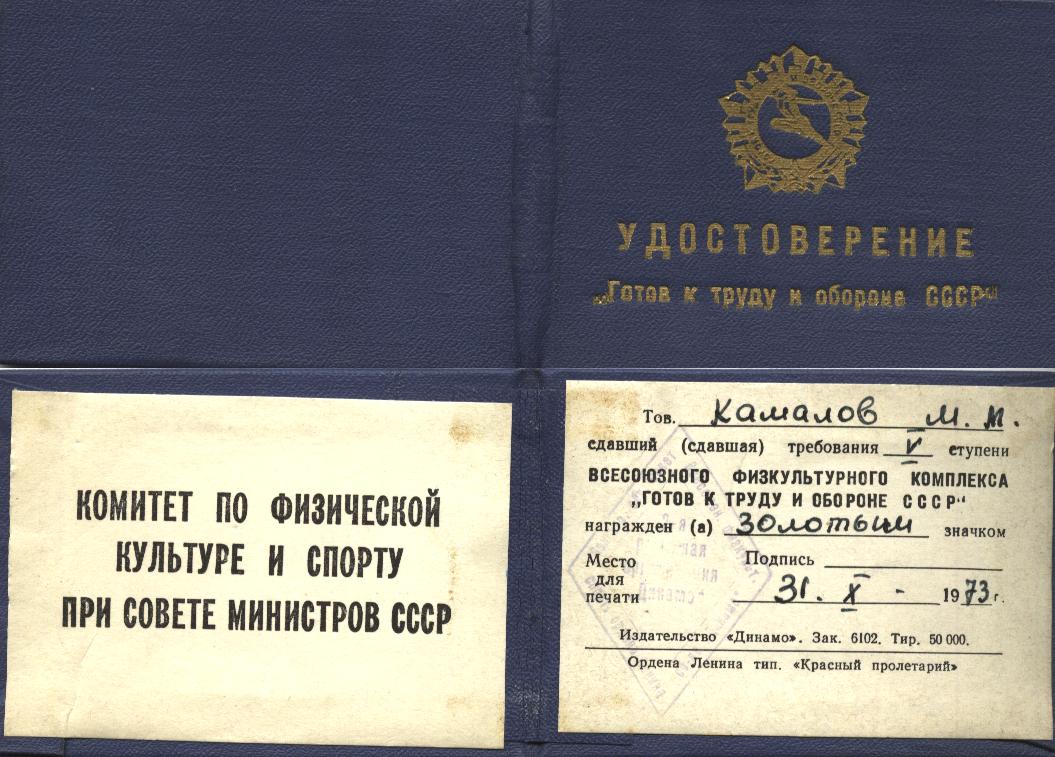 УДОСТОВЕРЕНИЕ
„Готов к труду и обороне СССР“
КОМИТЕТ ПО ФИЗИЧЕСКОЙ
КУЛЬТУРЕ И СПОРТУ
ПРИ СОВЕТЕ МИНИСТРОВ СССР
Тов. Камалов М. М.
сдавший (сдавшая) требования V ступени
ВСЕСОЮЗНОГО ФИЗКУЛЬТУРНОГО КОМПЛЕКСА
„ГОТОВ К ТРУДУ И ОБОРОНЕ СССР“
награжден (а) золотым значком
Место для печати
Подпись
31. X - 1973 г.
Издательство «Динамо». Зак. 6102. Тир. 50 000.
Ордена Ленина тип. «Красный пролетарий»